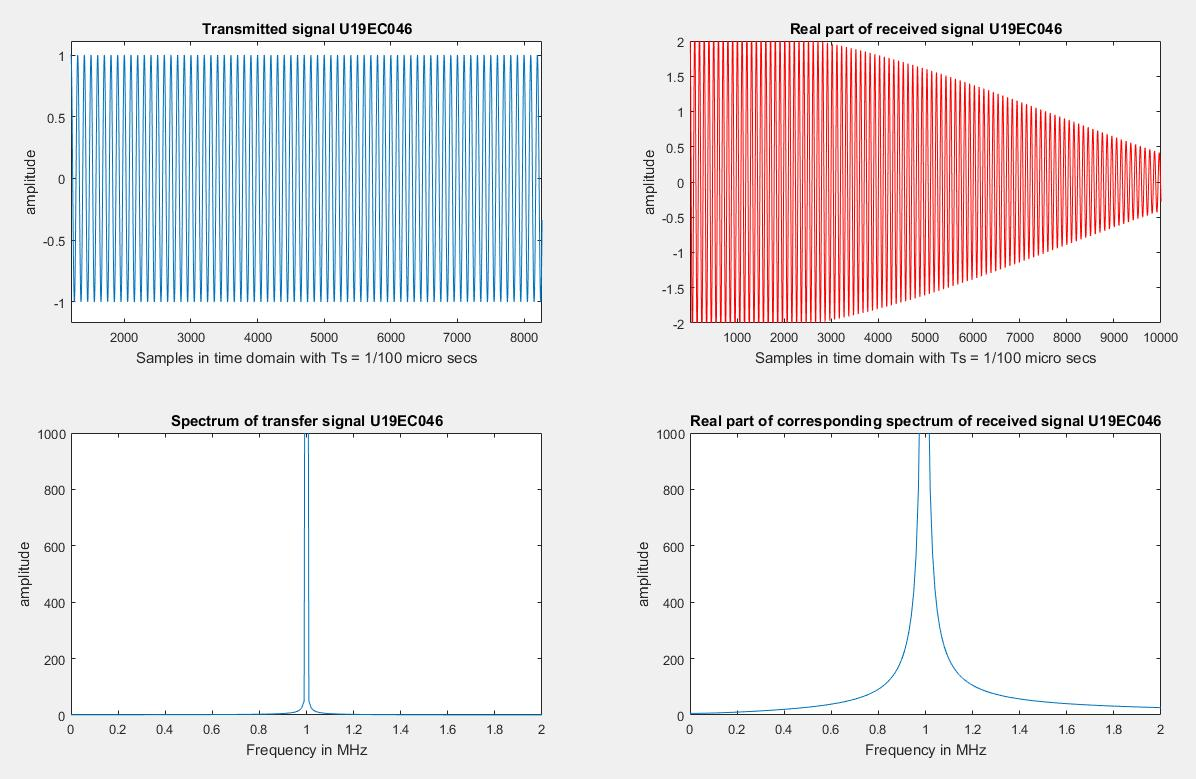 Transmitted signal U19EC046
1
0.5
0
-0.5
-1
amplitude
2000 3000 4000 5000 6000 7000 8000
Samples in time domain with Ts = 1/100 micro secs
Real part of received signal U19EC046
2
1.5
1
0.5
0
-0.5
-1
-1.5
-2
amplitude
1000 2000 3000 4000 5000 6000 7000 8000 9000 10000
Samples in time domain with Ts = 1/100 micro secs
Spectrum of transfer signal U19EC046
1000
800
600
400
200
0
amplitude
0 0.2 0.4 0.6 0.8 1 1.2 1.4 1.6 1.8 2
Frequency in MHz
Real part of corresponding spectrum of received signal U19EC046
1000
800
600
400
200
0
amplitude
0 0.2 0.4 0.6 0.8 1 1.2 1.4 1.6 1.8 2
Frequency in MHz